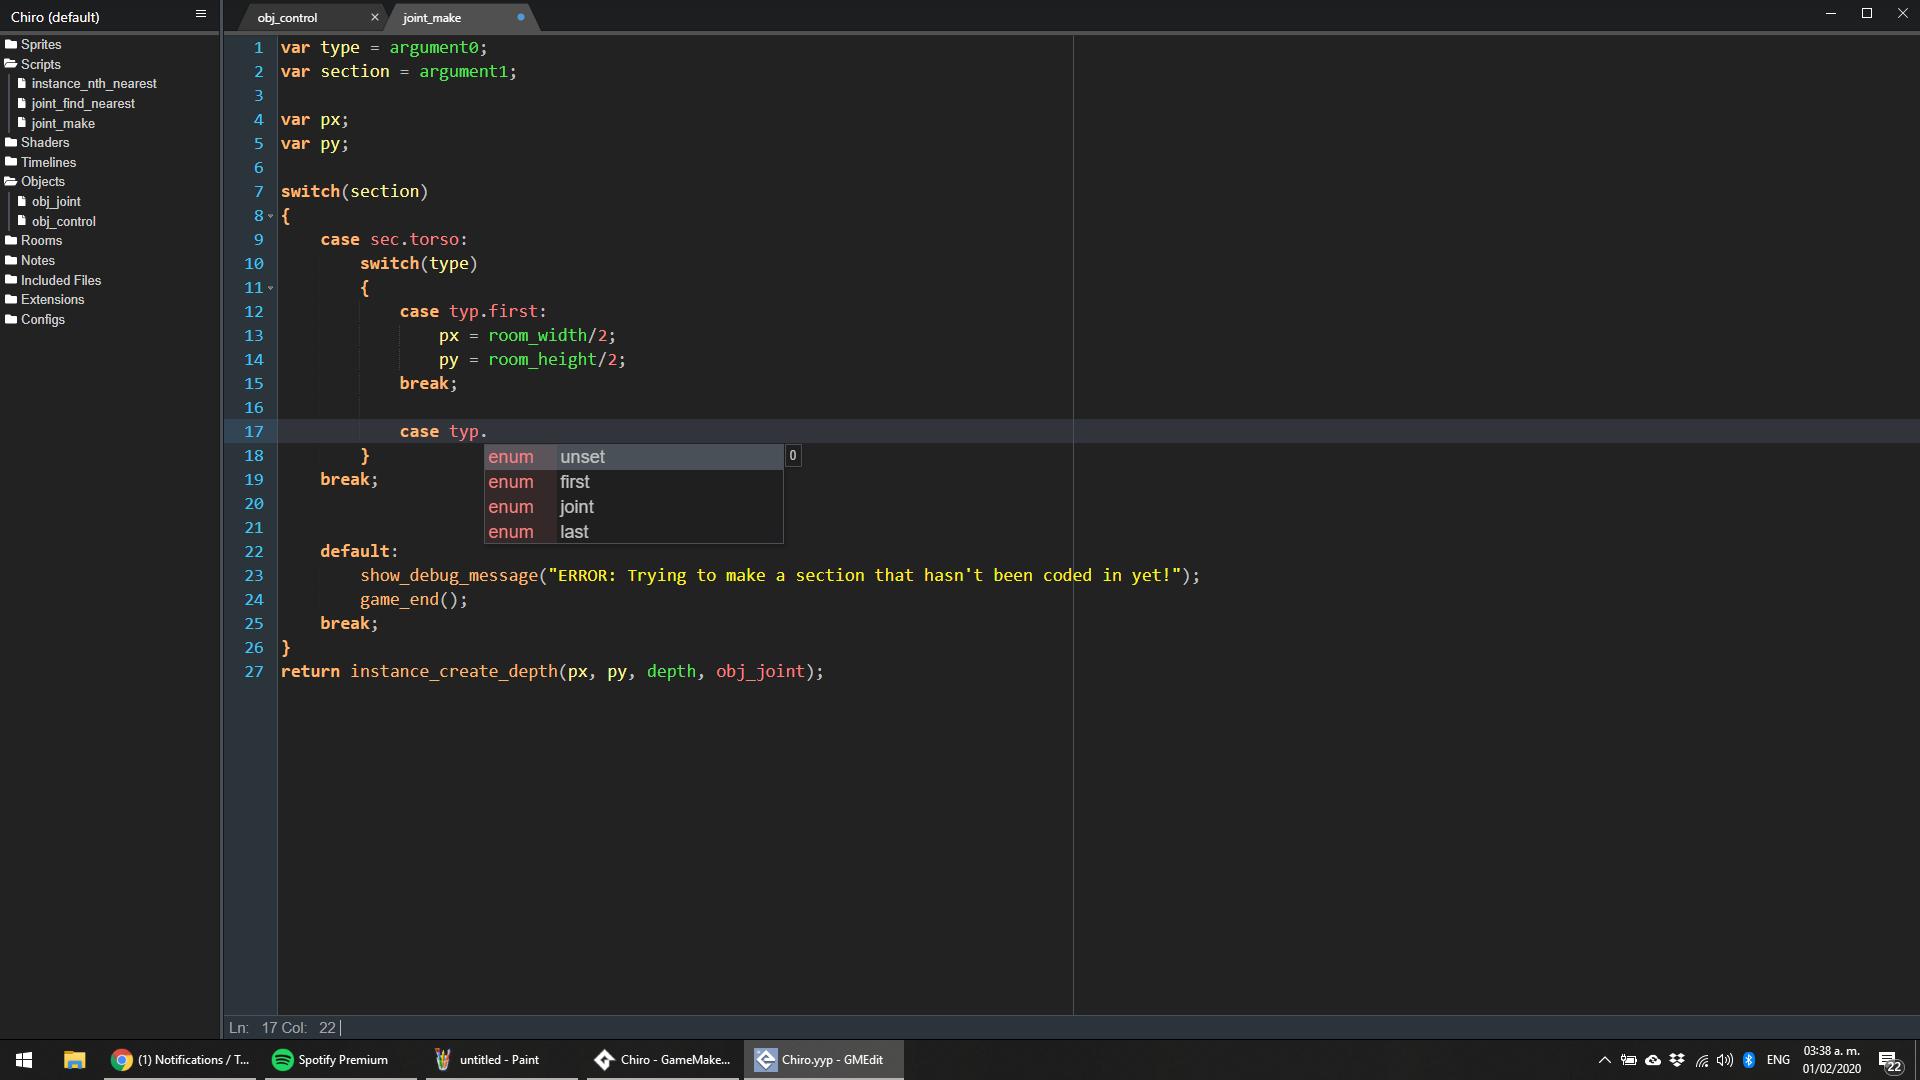 Chiro (default)
Sprites
Scripts
instance_nth_nearest
joint_find_nearest
joint_make
Shaders
Timelines
Objects
obj_joint
obj_control
Rooms
Notes
Included Files
Extensions
Configs
obj_control
joint_make
1 var type = argument0;
2 var section = argument1;
3
4 var px;
5 var py;
6
7 switch(section)
8 {
9 case sec.torso:
10 switch(type)
11 {
12 case typ.first:
13 px = room_width/2;
14 py = room_height/2;
15 break;
16
17 case typ.
18 }
19 break;
20
21
22 default:
23 show_debug_message("ERROR: Trying to make a section that hasn't been coded in yet!");
24 game_end();
25 break;
26 }
27 return instance_create_depth(px, py, depth, obj_joint);
enum unset 0
enum first
enum joint
enum last
Ln: 17 Col: 22
(1) Notifications / T...
Spotify Premium
untitled - Paint
Chiro - GameMake...
Chiro.yyp - GMEdit
ENG
03:38 a. m.
01/02/2020
22